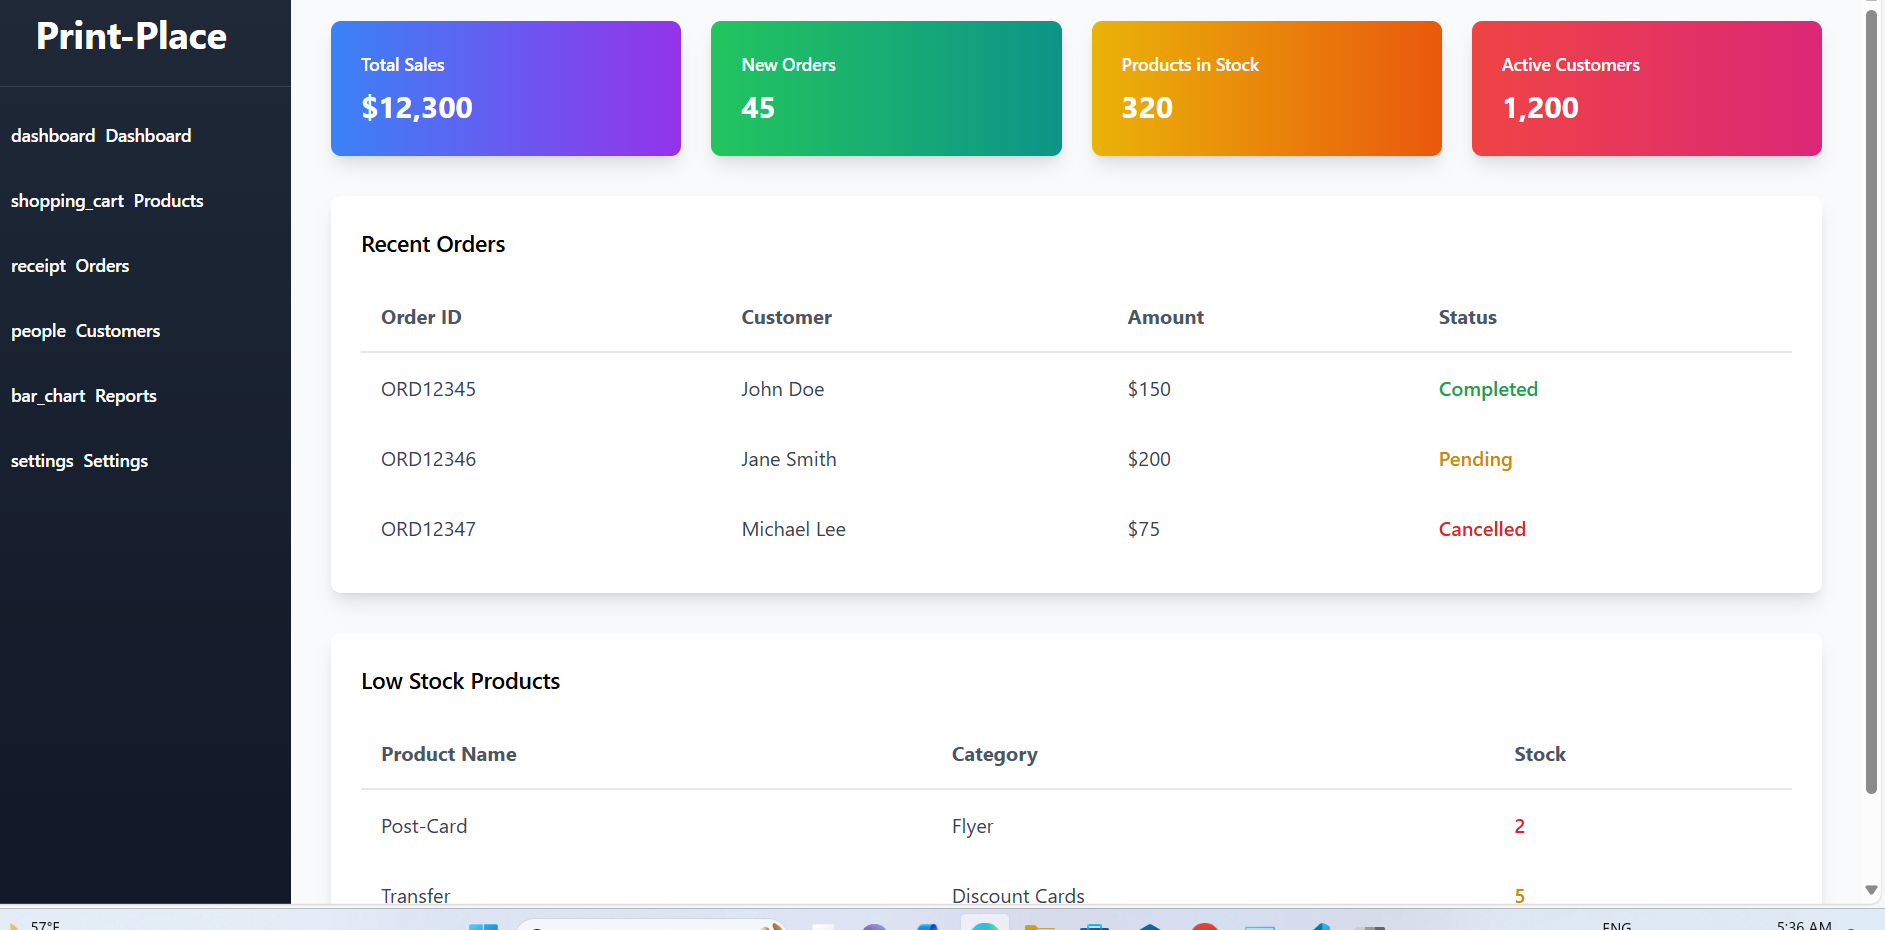 Print-Place
dashboard Dashboard
shopping_cart Products
receipt Orders
people Customers
bar_chart Reports
settings Settings
Total Sales
$12,300
New Orders
45
Products in Stock
320
Active Customers
1,200
Recent Orders
Order ID Customer Amount Status
ORD12345 John Doe $150 Completed
ORD12346 Jane Smith $200 Pending
ORD12347 Michael Lee $75 Cancelled
Low Stock Products
Product Name Category Stock
Post-Card Flyer 2
Transfer Discount Cards 5
57°F ENG 5:36 AM